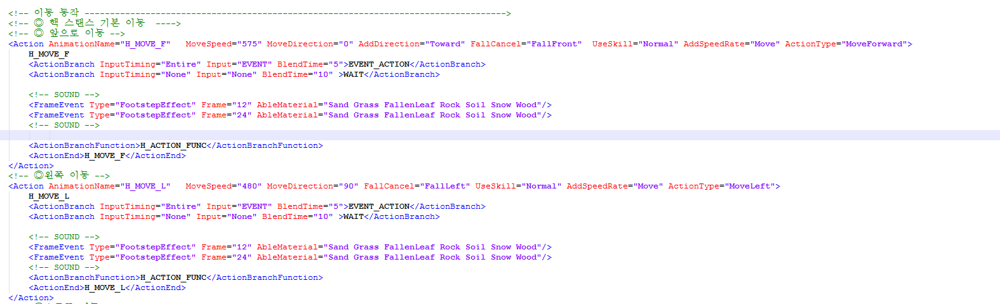 <!-- 이동 동작 ----------------------------------------------------------------------------------->
<!-- ◎ 핵 스탠스 기본 이동  ---->
<!-- ◎ 앞으로 이동 -->
<Action AnimationName="H_MOVE_F"   MoveSpeed="575" MoveDirection="0" AddDirection="Toward" FallCancel="FallFront"  UseSkill="Normal" AddSpeedRate="Move" ActionType="MoveForward">
H_MOVE_F
<ActionBranch InputTiming="Entire" Input="EVENT" BlendTime="5">EVENT_ACTION</ActionBranch>
<ActionBranch InputTiming="None" Input="None" BlendTime="10" >WAIT</ActionBranch>
<!-- SOUND -->
<FrameEvent Type="FootstepEffect" Frame="12" AbleMaterial="Sand Grass FallenLeaf Rock Soil Snow Wood"/>
<FrameEvent Type="FootstepEffect" Frame="24" AbleMaterial="Sand Grass FallenLeaf Rock Soil Snow Wood"/>
<!-- SOUND -->
<ActionBranchFunction>H_ACTION_FUNC</ActionBranchFunction>
<ActionEnd>H_MOVE_F</ActionEnd>
</Action>
<!-- ◎왼쪽 이동 -->
<Action AnimationName="H_MOVE_L"   MoveSpeed="480" MoveDirection="90" FallCancel="FallLeft" UseSkill="Normal" AddSpeedRate="Move" ActionType="MoveLeft">
H_MOVE_L
<ActionBranch InputTiming="Entire" Input="EVENT" BlendTime="5">EVENT_ACTION</ActionBranch>
<ActionBranch InputTiming="None" Input="None" BlendTime="10" >WAIT</ActionBranch>
<!-- SOUND -->
<FrameEvent Type="FootstepEffect" Frame="12" AbleMaterial="Sand Grass FallenLeaf Rock Soil Snow Wood"/>
<FrameEvent Type="FootstepEffect" Frame="24" AbleMaterial="Sand Grass FallenLeaf Rock Soil Snow Wood"/>
<!-- SOUND -->
<ActionBranchFunction>H_ACTION_FUNC</ActionBranchFunction>
<ActionEnd>H_MOVE_L</ActionEnd>
</Action>